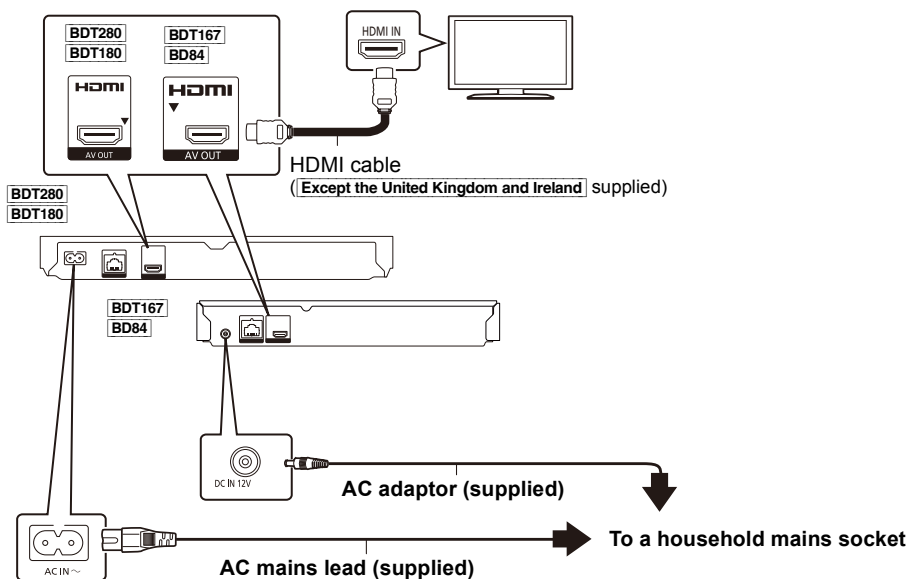 BDT280
BDT180
BDT167
BD84
HDMI IN
HDMI
AV OUT
HDMI
AV OUT
HDMI cable
(Except the United Kingdom and Ireland supplied)
BDT280
BDT180
BDT167
BD84
DC IN 12V
AC adaptor (supplied)
To a household mains socket
AC IN ~
AC mains lead (supplied)